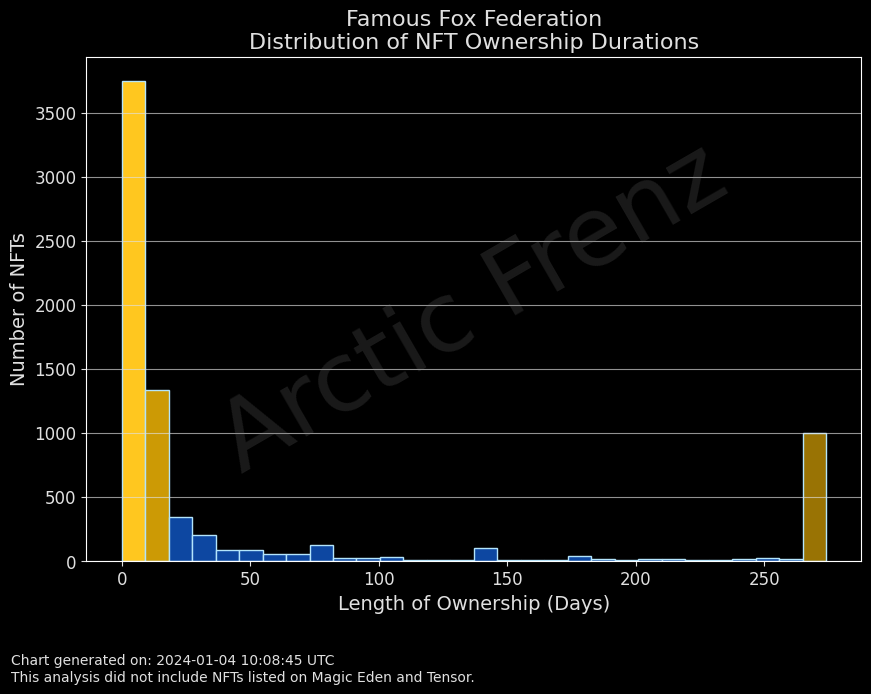 Famous Fox Federation
Distribution of NFT Ownership Durations
3500
3000
2500
2000
1500
1000
500
0
Number of NFTs
Arctic Frenz
0 50 100 150 200 250
Length of Ownership (Days)
Chart generated on: 2024-01-04 10:08:45 UTC
This analysis did not include NFTs listed on Magic Eden and Tensor.